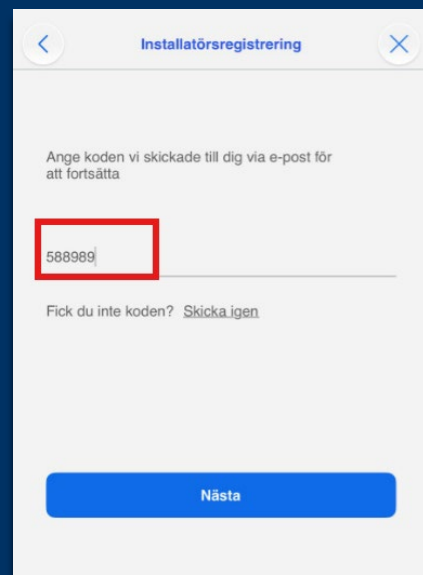 Installatörsregistrering
Ange koden vi skickade till dig via e-post för
att fortsätta
588989
Fick du inte koden? Skicka igen
Nästa